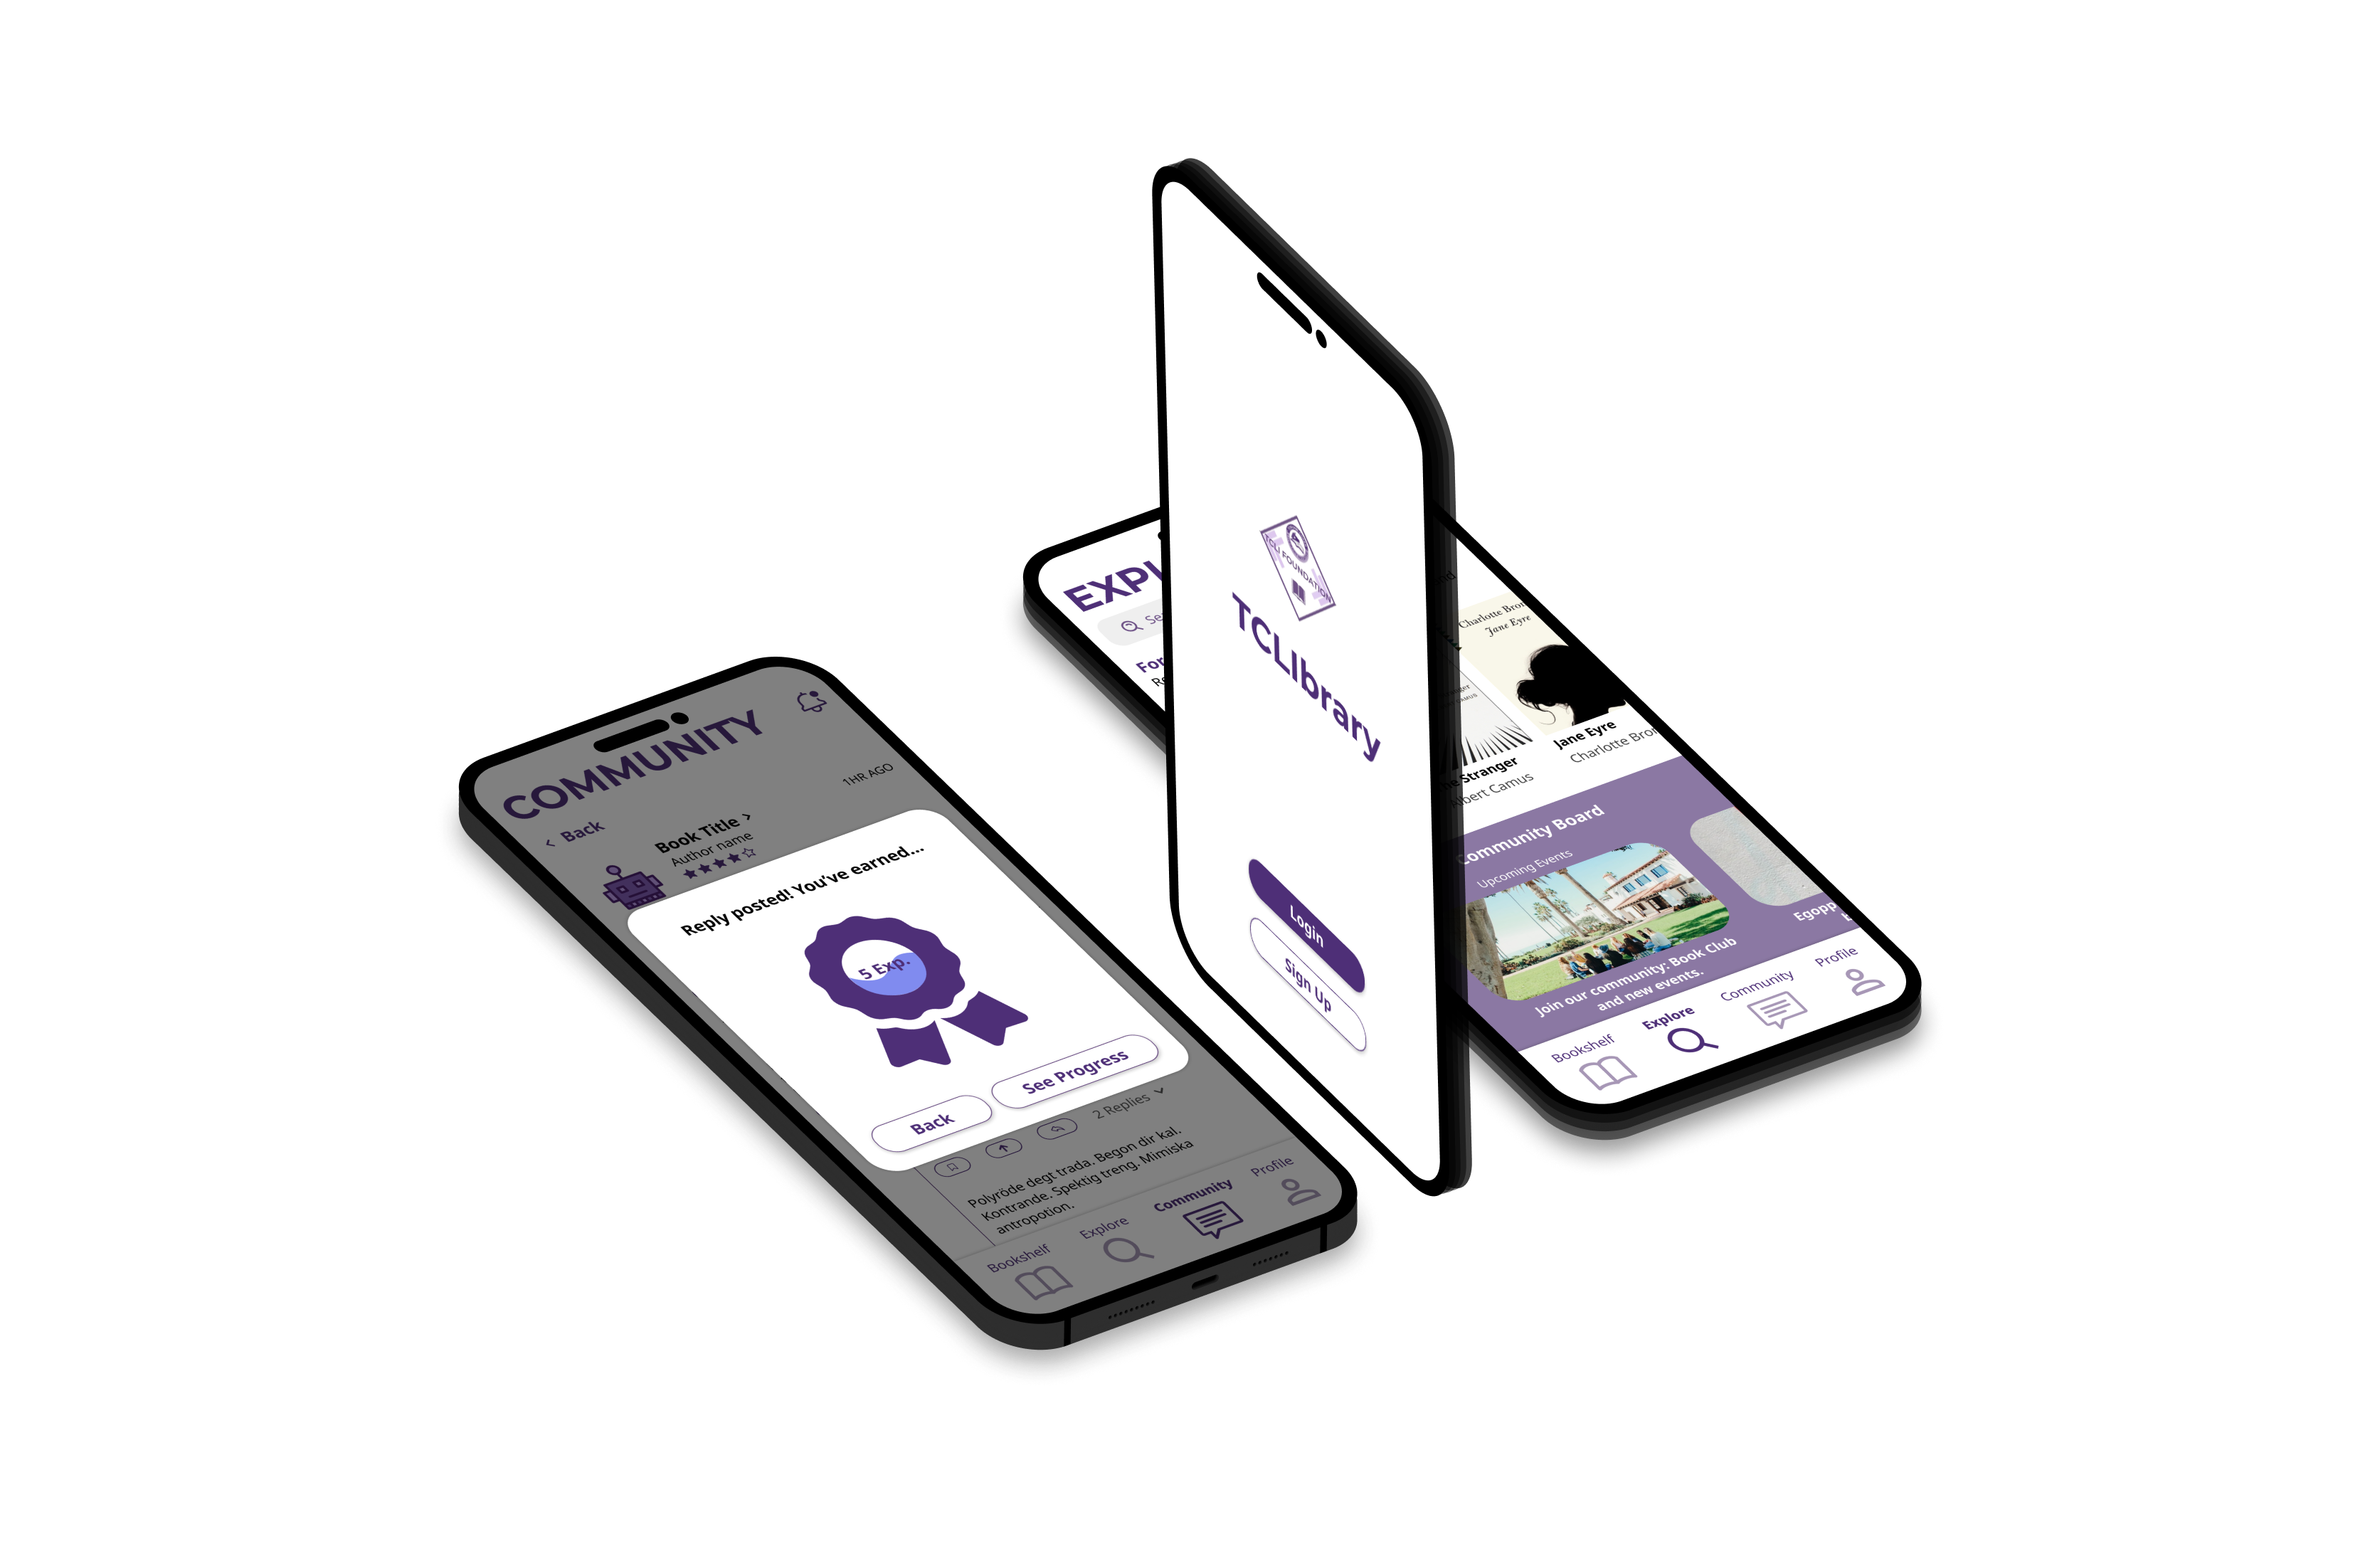 COMMUNITY
1HR AGO
Back
Book Title
Author name
Reply posted! You've earned...
5 Exp.
Back
See Progress
2 Replies
Polyröde degt trada. Begon dir kal.
Kontrande. Spektig treng. Mimiska
antropotion.
Bookshelf
Explore
Community
Profile
TCLI FOUNDATION
TCLIbrary
Login
Sign Up
EXPL
Se
For
Re
Charlotte Bron
Jane Eyre
Stranger
Albert Camus
Jane Eyre
Charlotte Bron
Community Board
Upcoming Events
Join our community: Book Club
and new events.
Egopp
Bookshelf
Explore
Community
Profile